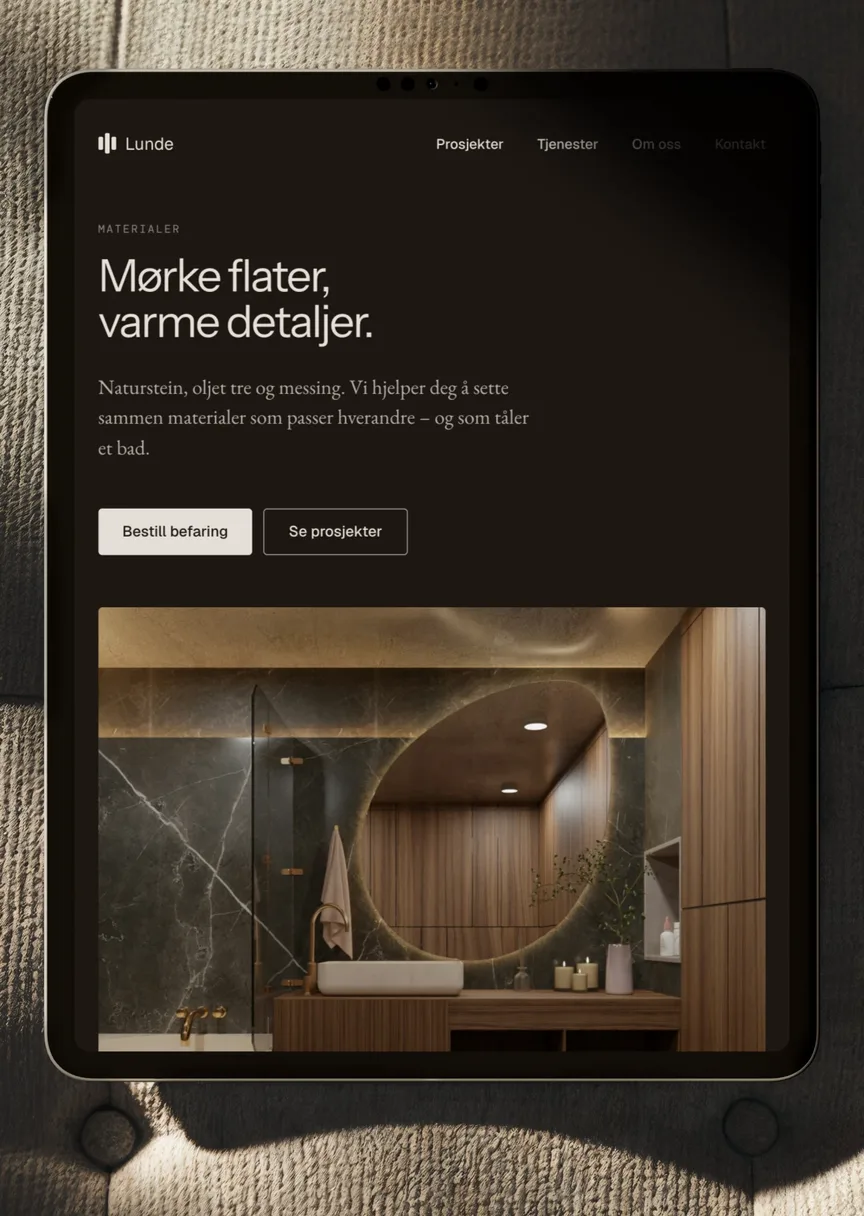 Lunde
Prosjekter Tjenester Om oss Kontakt
MATERIALER
Mørke flater,
varme detaljer.
Naturstein, oljet tre og messing. Vi hjelper deg å sette
sammen materialer som passer hverandre – og som tåler
et bad.
Bestill befaring Se prosjekter